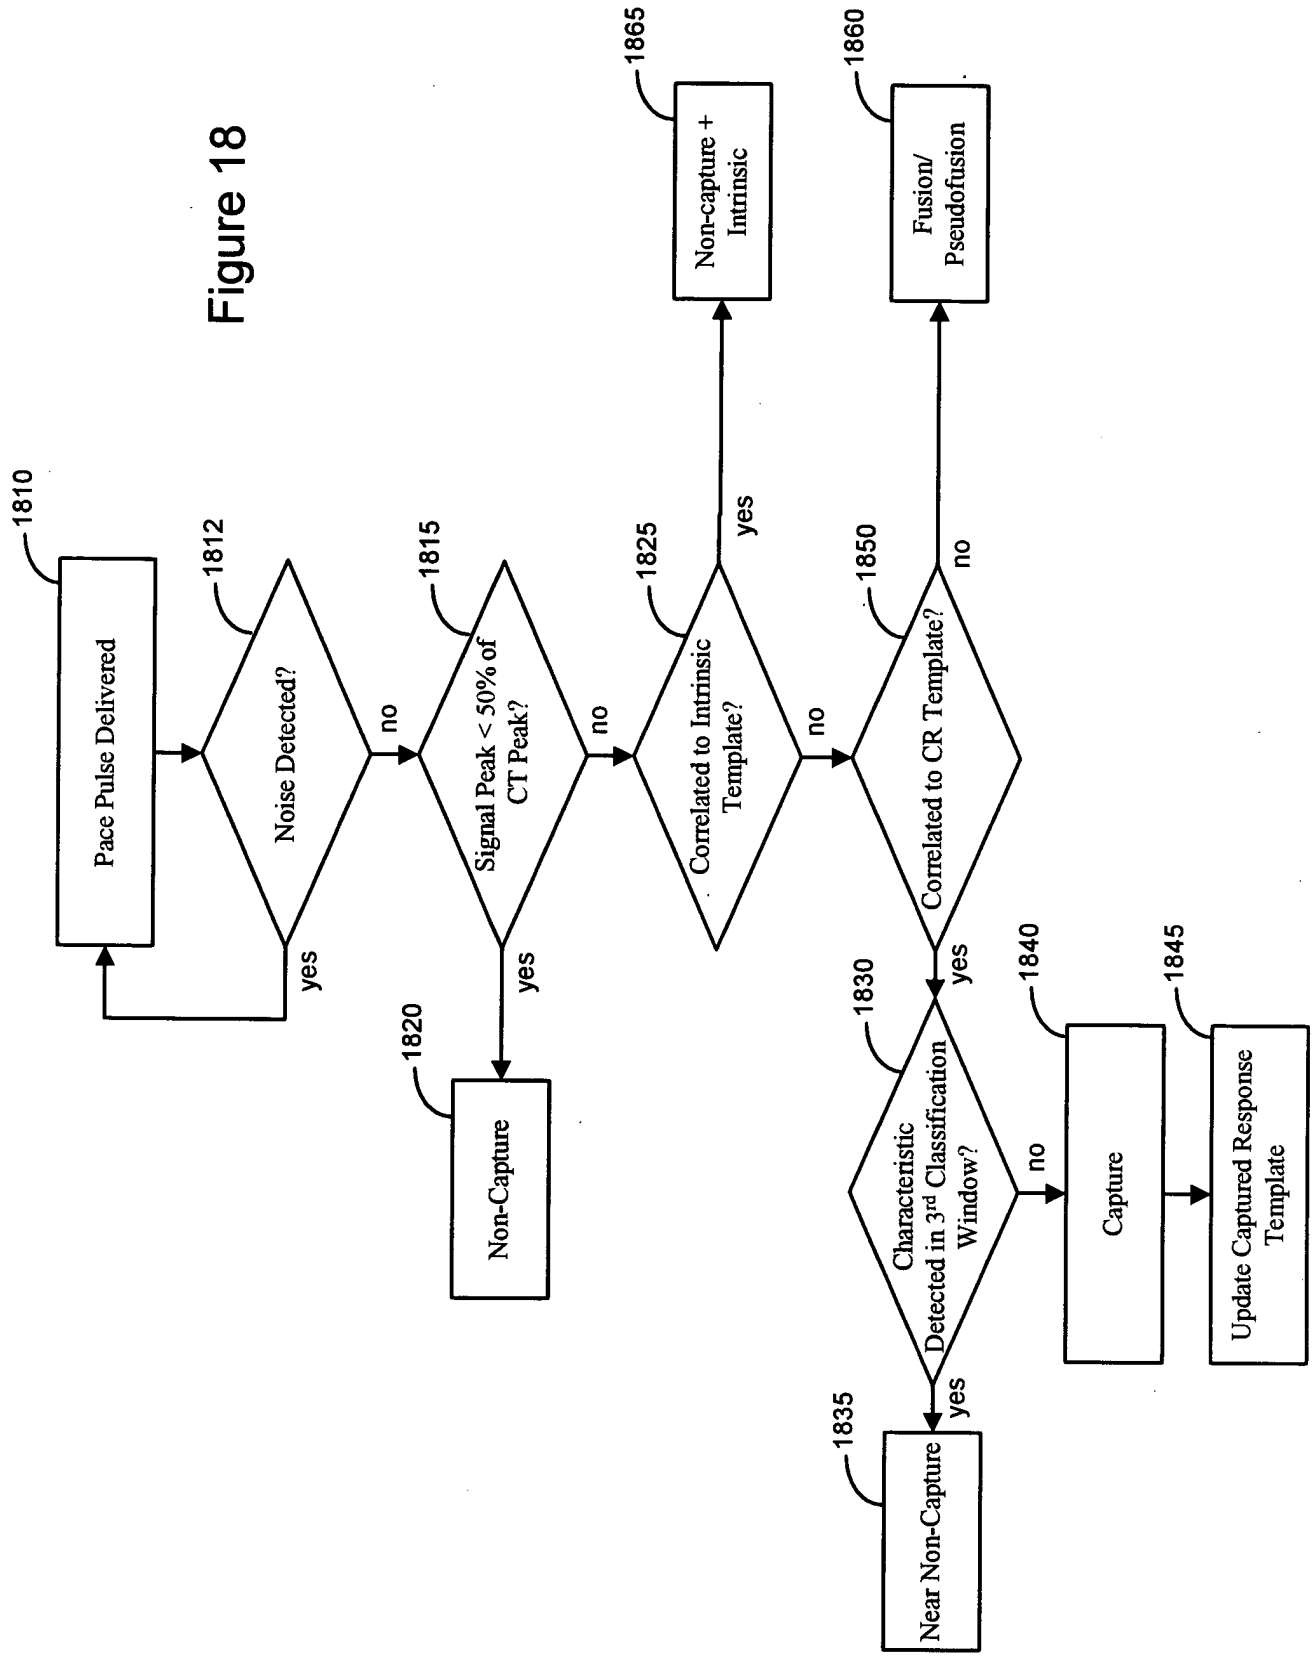 Figure 18
1810
Pace Pulse Delivered
1812
Noise Detected?
yes
no
1815
Signal Peak < 50% of
CT Peak?
yes
no
1820
Non-Capture
1825
Correlated to Intrinsic
Template?
yes
no
1865
Non-capture +
Intrinsic
1850
Correlated to CR Template?
no
yes
1860
Fusion/
Pseudofusion
1830
Characteristic
Detected in 3rd Classification
Window?
yes
no
1835
Near Non-Capture
1840
Capture
1845
Update Captured Response
Template